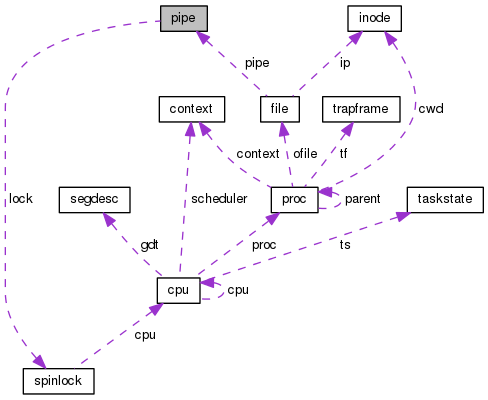 pipe
inode
pipe
ip
context
file
trapframe
cwd
context
ofile
tf
lock
segdesc
scheduler
proc
parent
taskstate
gdt
proc
ts
cpu
cpu
cpu
spinlock